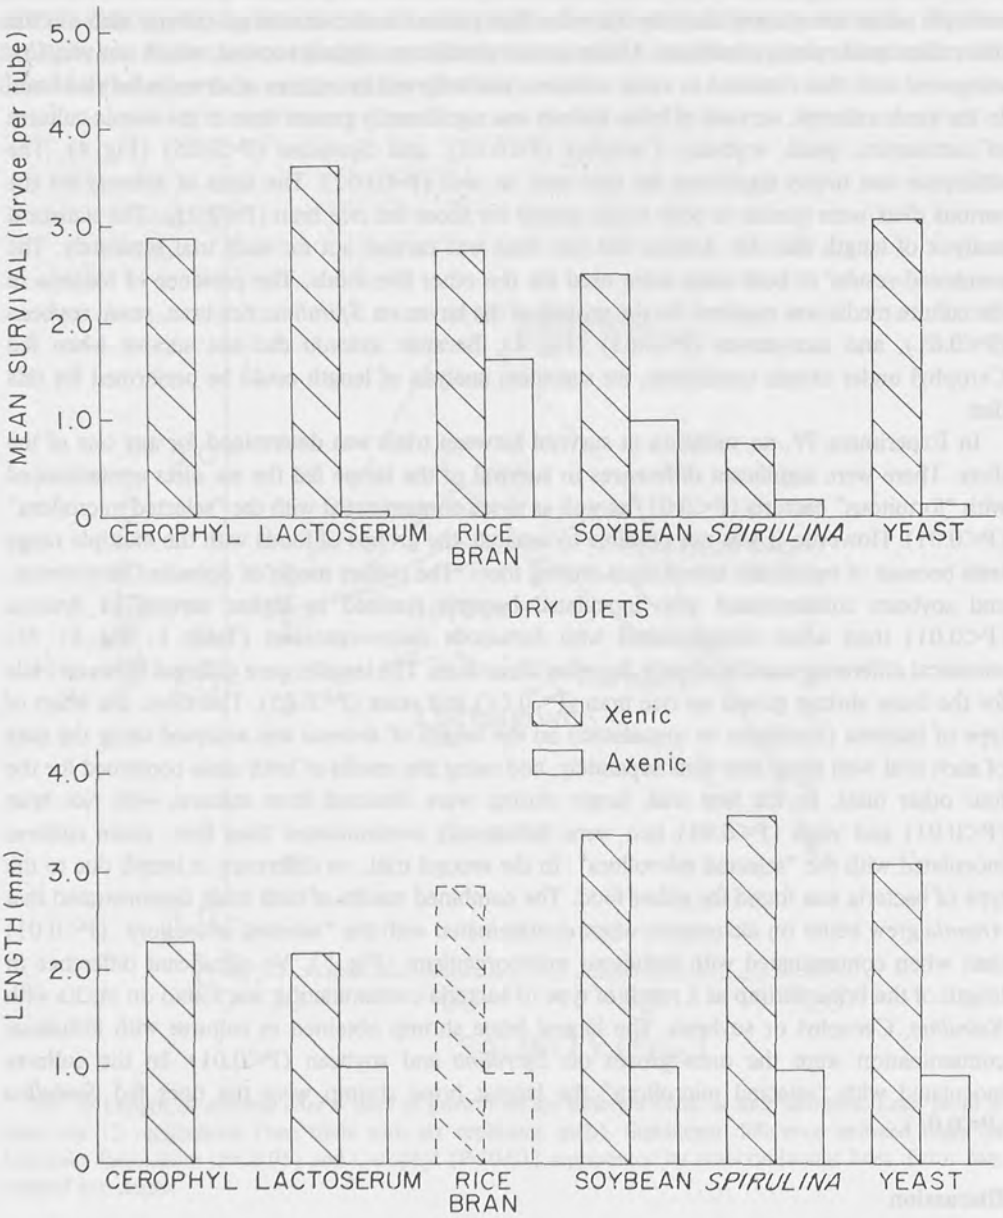 MEAN SURVIVAL (larvae per tube)
5.0
4.0
3.0
2.0
1.0
0
CEROPHYL LACTOSERUM RICE BRAN SOYBEAN SPIRULINA YEAST
DRY DIETS
Xenic
Axenic
LENGTH (mm)
4.0
3.0
2.0
1.0
0
CEROPHYL LACTOSERUM RICE BRAN SOYBEAN SPIRULINA YEAST